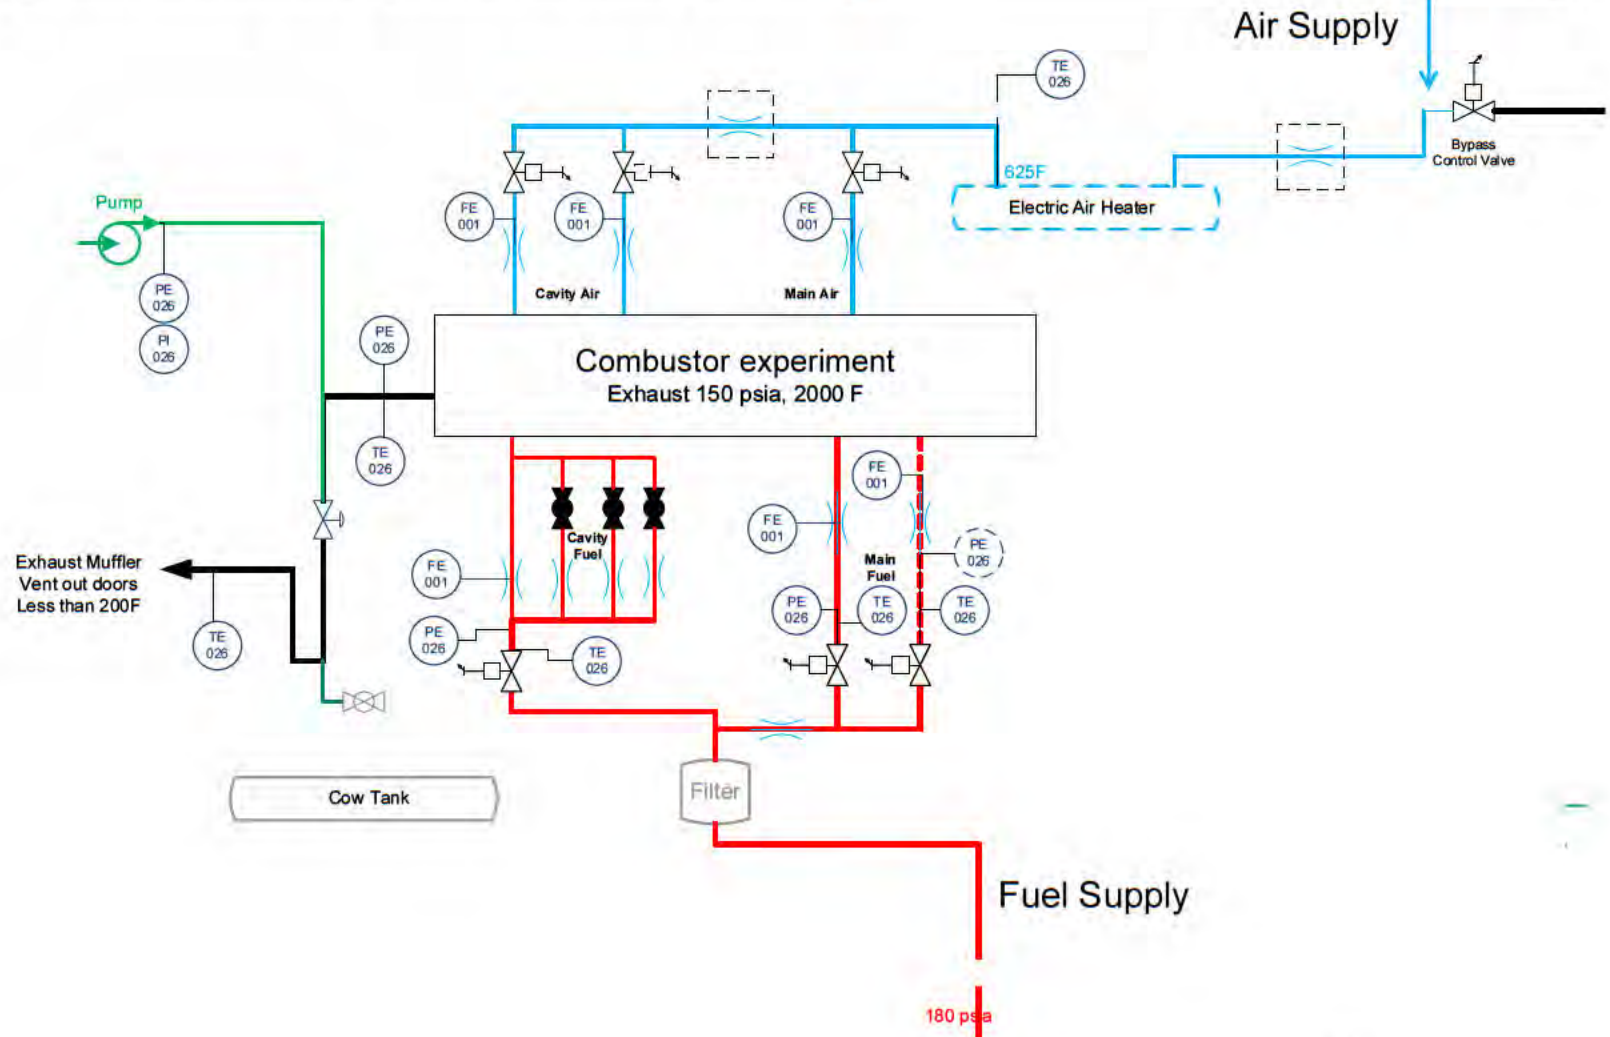 Air Supply
TE
026
Bypass
Control Valve
625F
Electric Air Heater
Pump
FE
001
FE
001
FE
001
PE
026
PI
026
Cavity Air
Main Air
PE
026
Combustor experiment
Exhaust 150 psia, 2000 F
TE
026
FE
001
FE
001
Cavity
Fuel
PE
026
Main
Fuel
Exhaust Muffler
Vent out doors
Less than 200F
FE
001
PE
026
TE
026
TE
026
TE
026
PE
026
TE
026
Cow Tank
Filter
Fuel Supply
180 psia